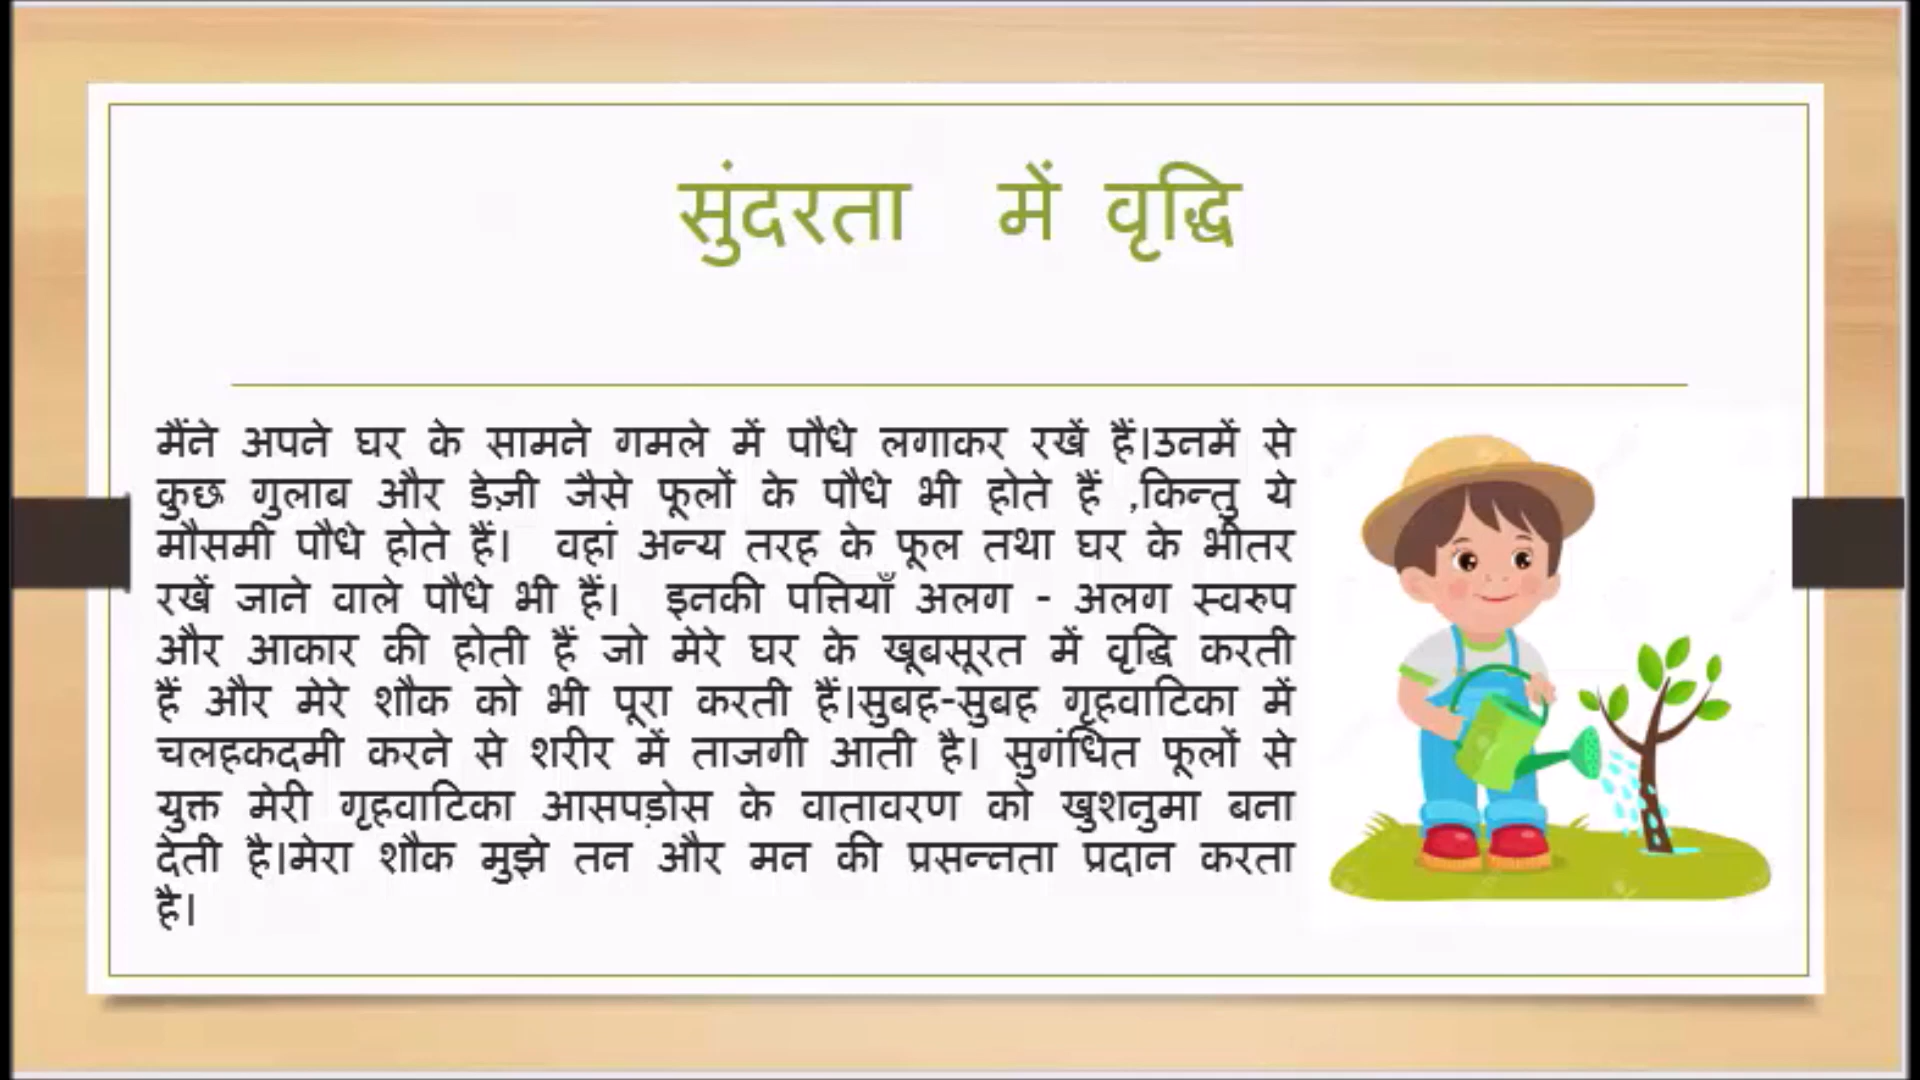 सुंदरता में वृद्धि
मैंने अपने घर के सामने गमले में पौधे लगाकर रखें हैं।उनमें से
कुछ गुलाब और डेज़ी जैसे फूलों के पौधे भी होते हैं ,किन्तु ये
मौसमी पौधे होते हैं। वहां अन्य तरह के फूल तथा घर के भीतर
रखें जाने वाले पौधे भी हैं। इनकी पत्तियाँ अलग - अलग स्वरुप
और आकार की होती हैं जो मेरे घर के खूबसूरत में वृद्धि करती
हैं और मेरे शौक को भी पूरा करती हैं।सुबह-सुबह गृहवाटिका में
चलहकदमी करने से शरीर में ताजगी आती है। सुगंधित फूलों से
युक्त मेरी गृहवाटिका आसपड़ोस के वातावरण को खुशनुमा बना
देती है।मेरा शौक मुझे तन और मन की प्रसन्नता प्रदान करता
है।